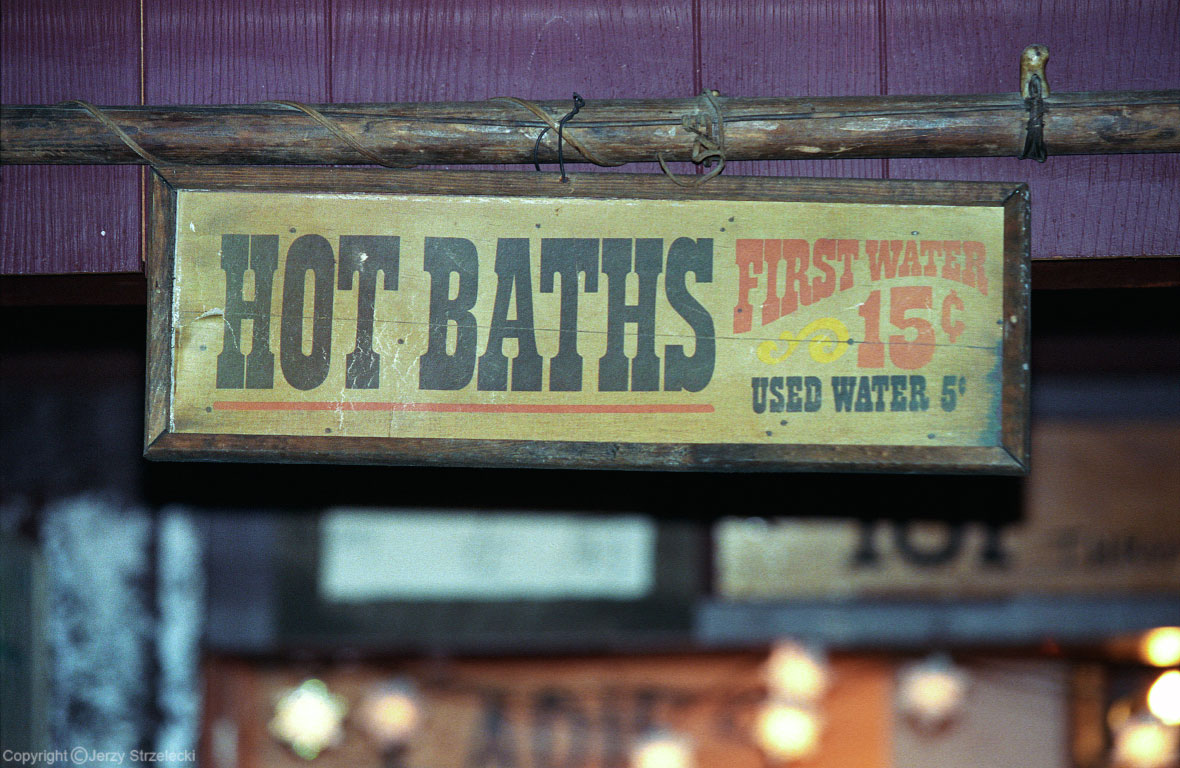 HOT BATHS
FIRST WATER
15¢
USED WATER 5¢
Copyright ©Jerzy Strzelecki